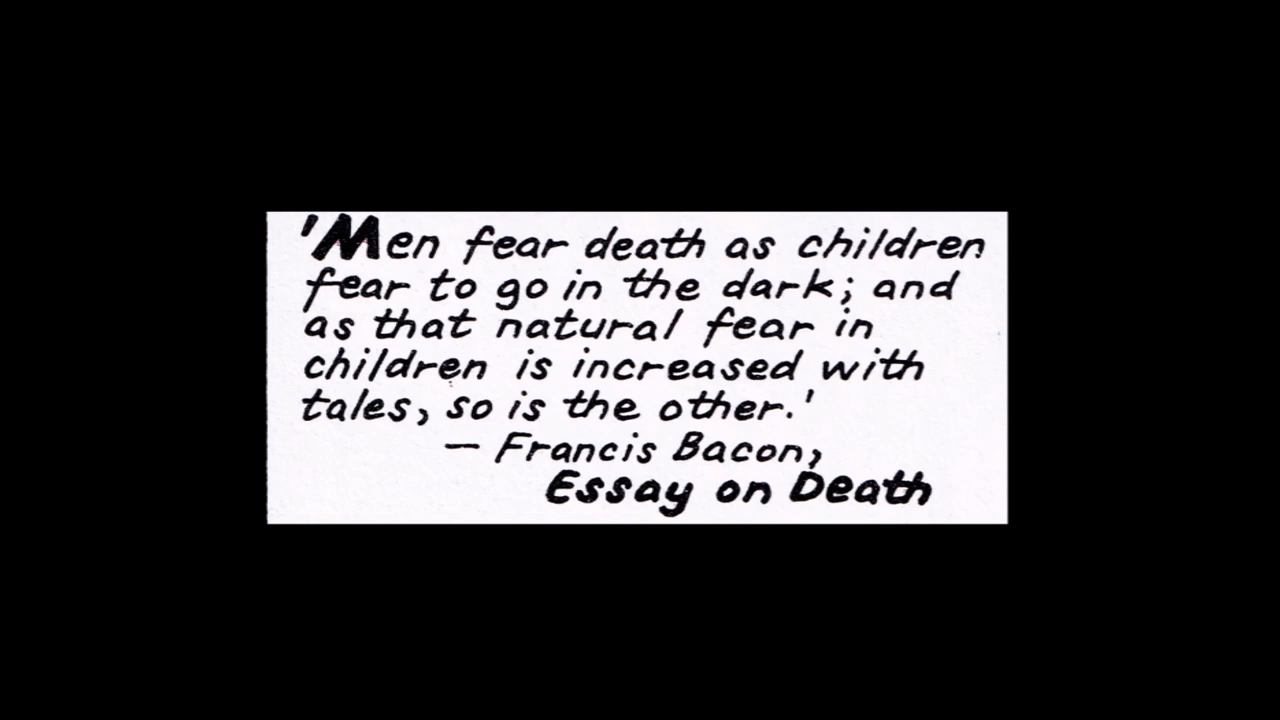 'Men fear death as children
fear to go in the dark; and
as that natural fear in
children is increased with
tales, so is the other.'
— Francis Bacon,
Essay on Death